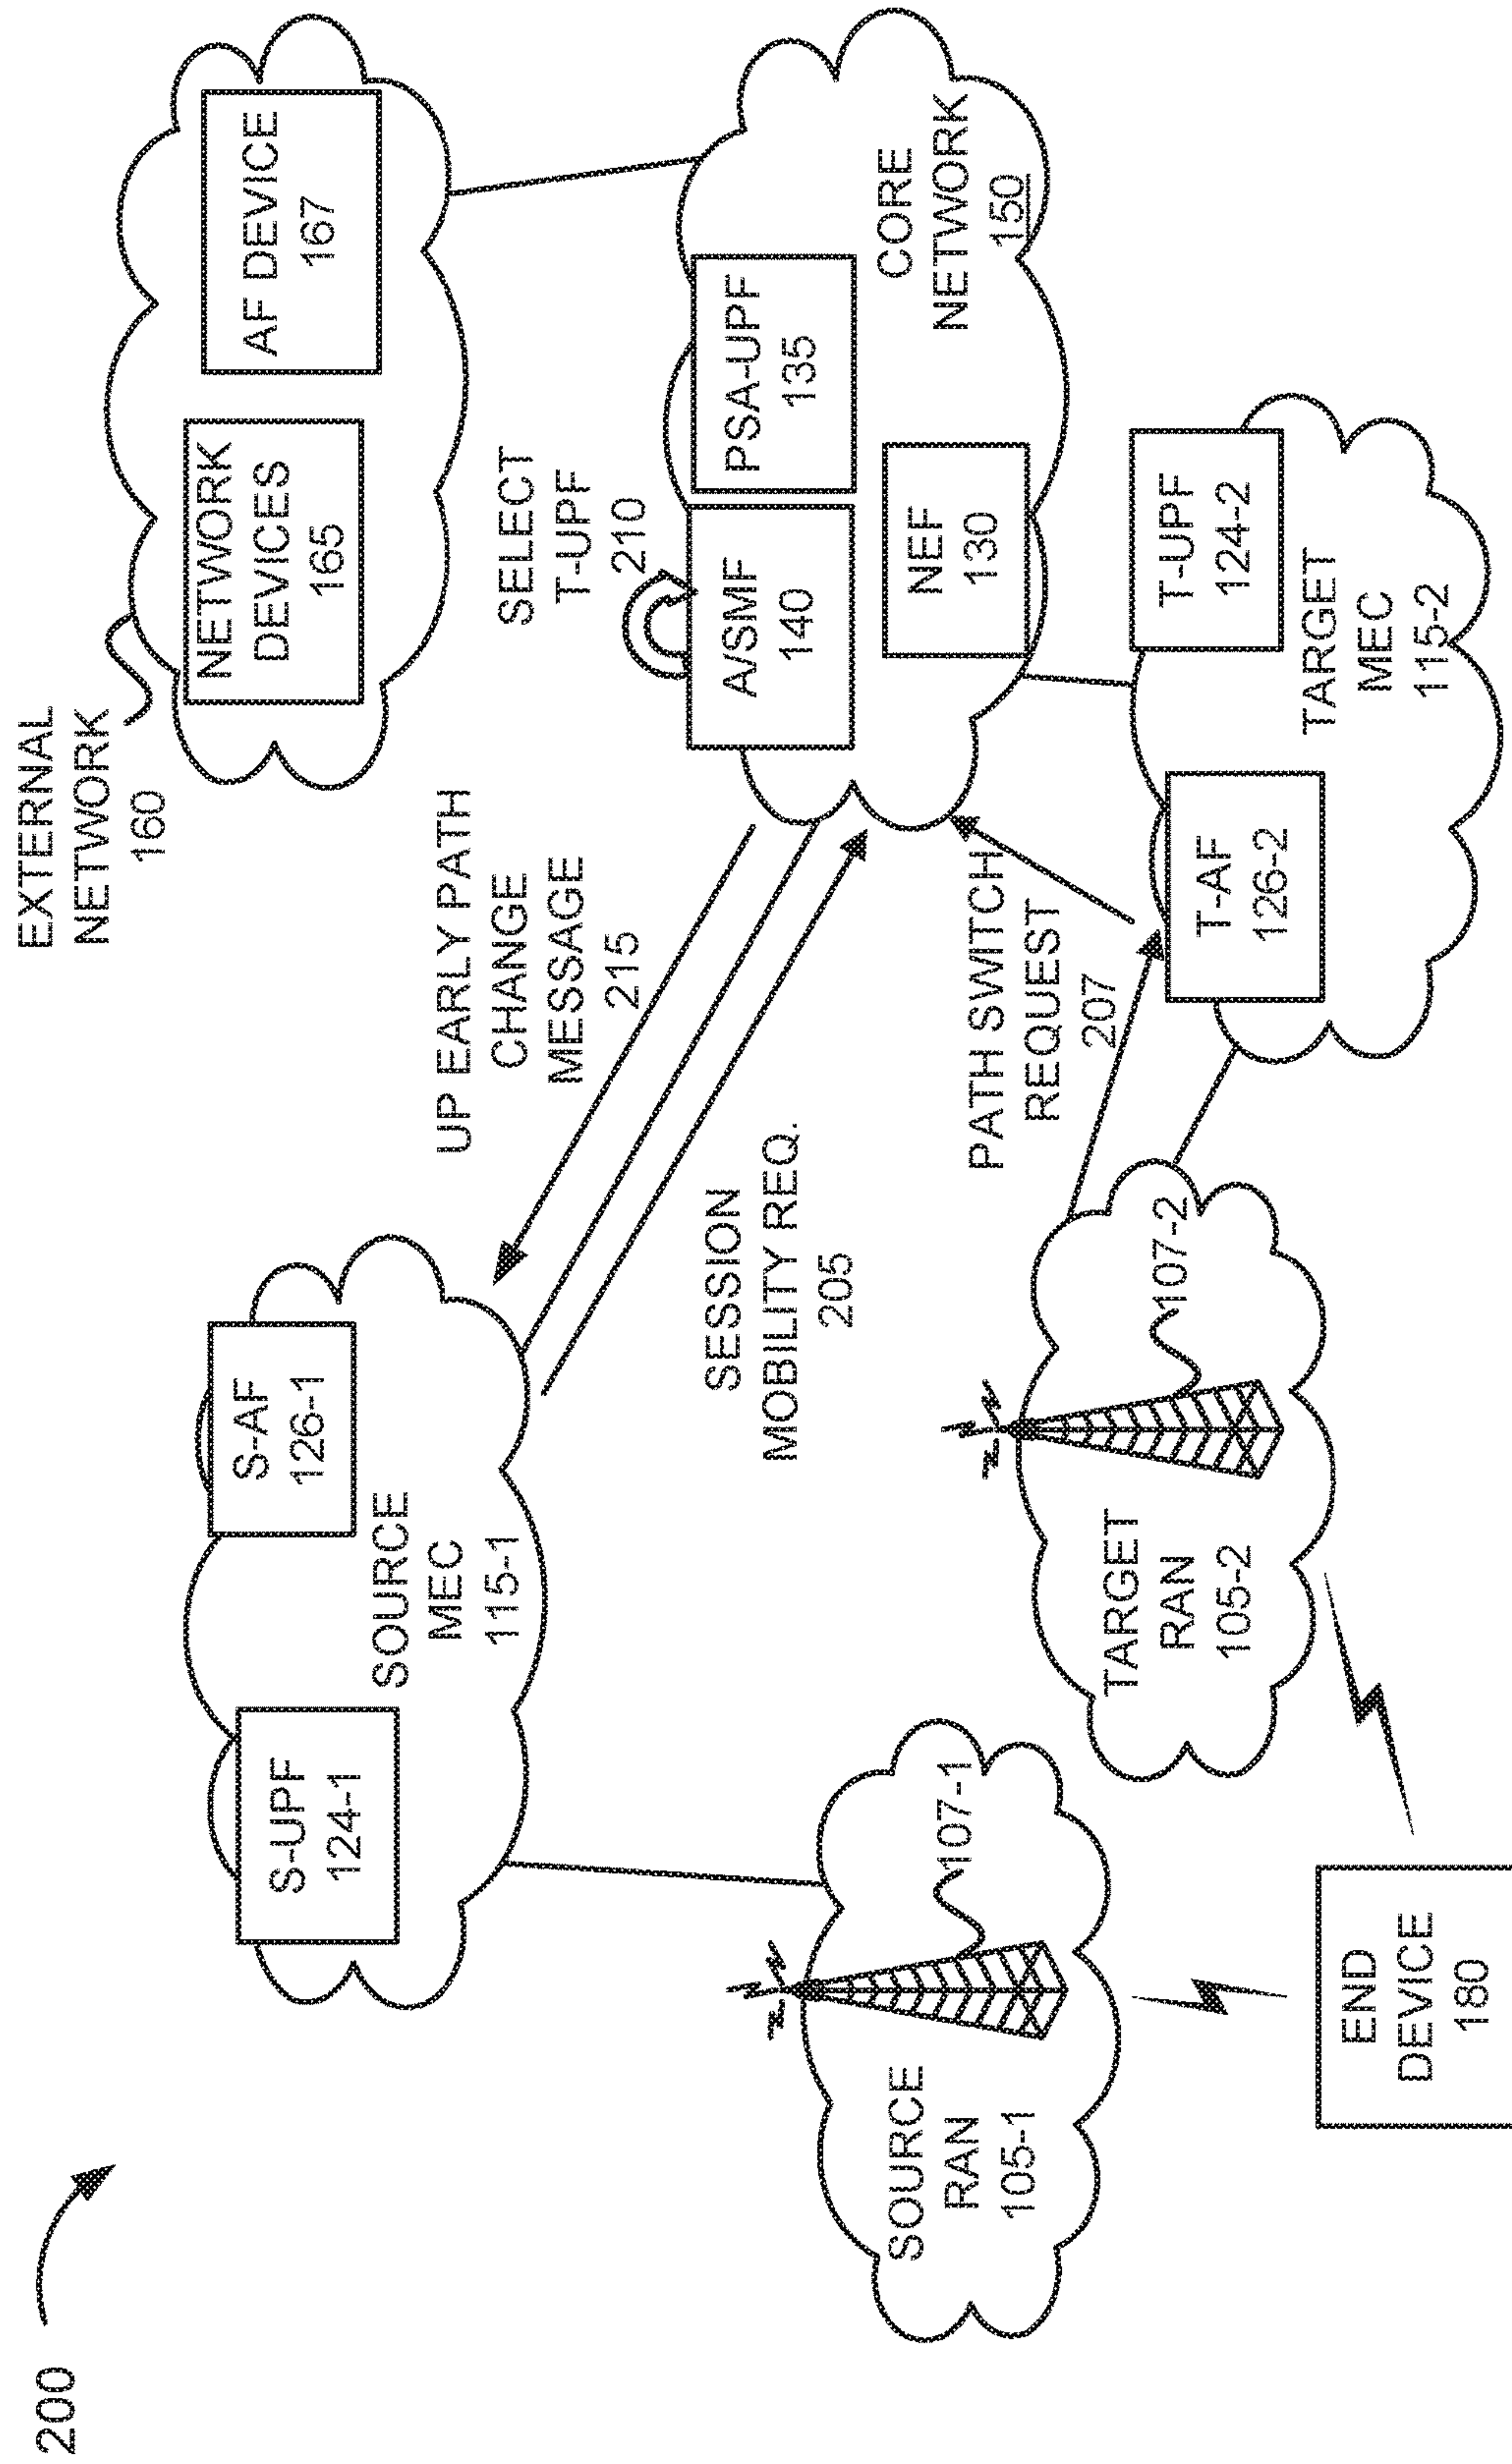 200
EXTERNAL
NETWORK
160
NETWORK
DEVICES
165
AF DEVICE
167
S-UPF
124-1
S-AF
126-1
SOURCE
MEC
115-1
UP EARLY PATH
CHANGE
MESSAGE
215
SELECT
T-UPF
210
A/SMF
140
PSA-UPF
135
NEF
130
CORE
NETWORK
150
SESSION
MOBILITY REQ.
205
PATH SWITCH
REQUEST
207
SOURCE
RAN
105-1
107-1
TARGET
RAN
105-2
107-2
T-AF
126-2
T-UPF
124-2
TARGET
MEC
115-2
END
DEVICE
180